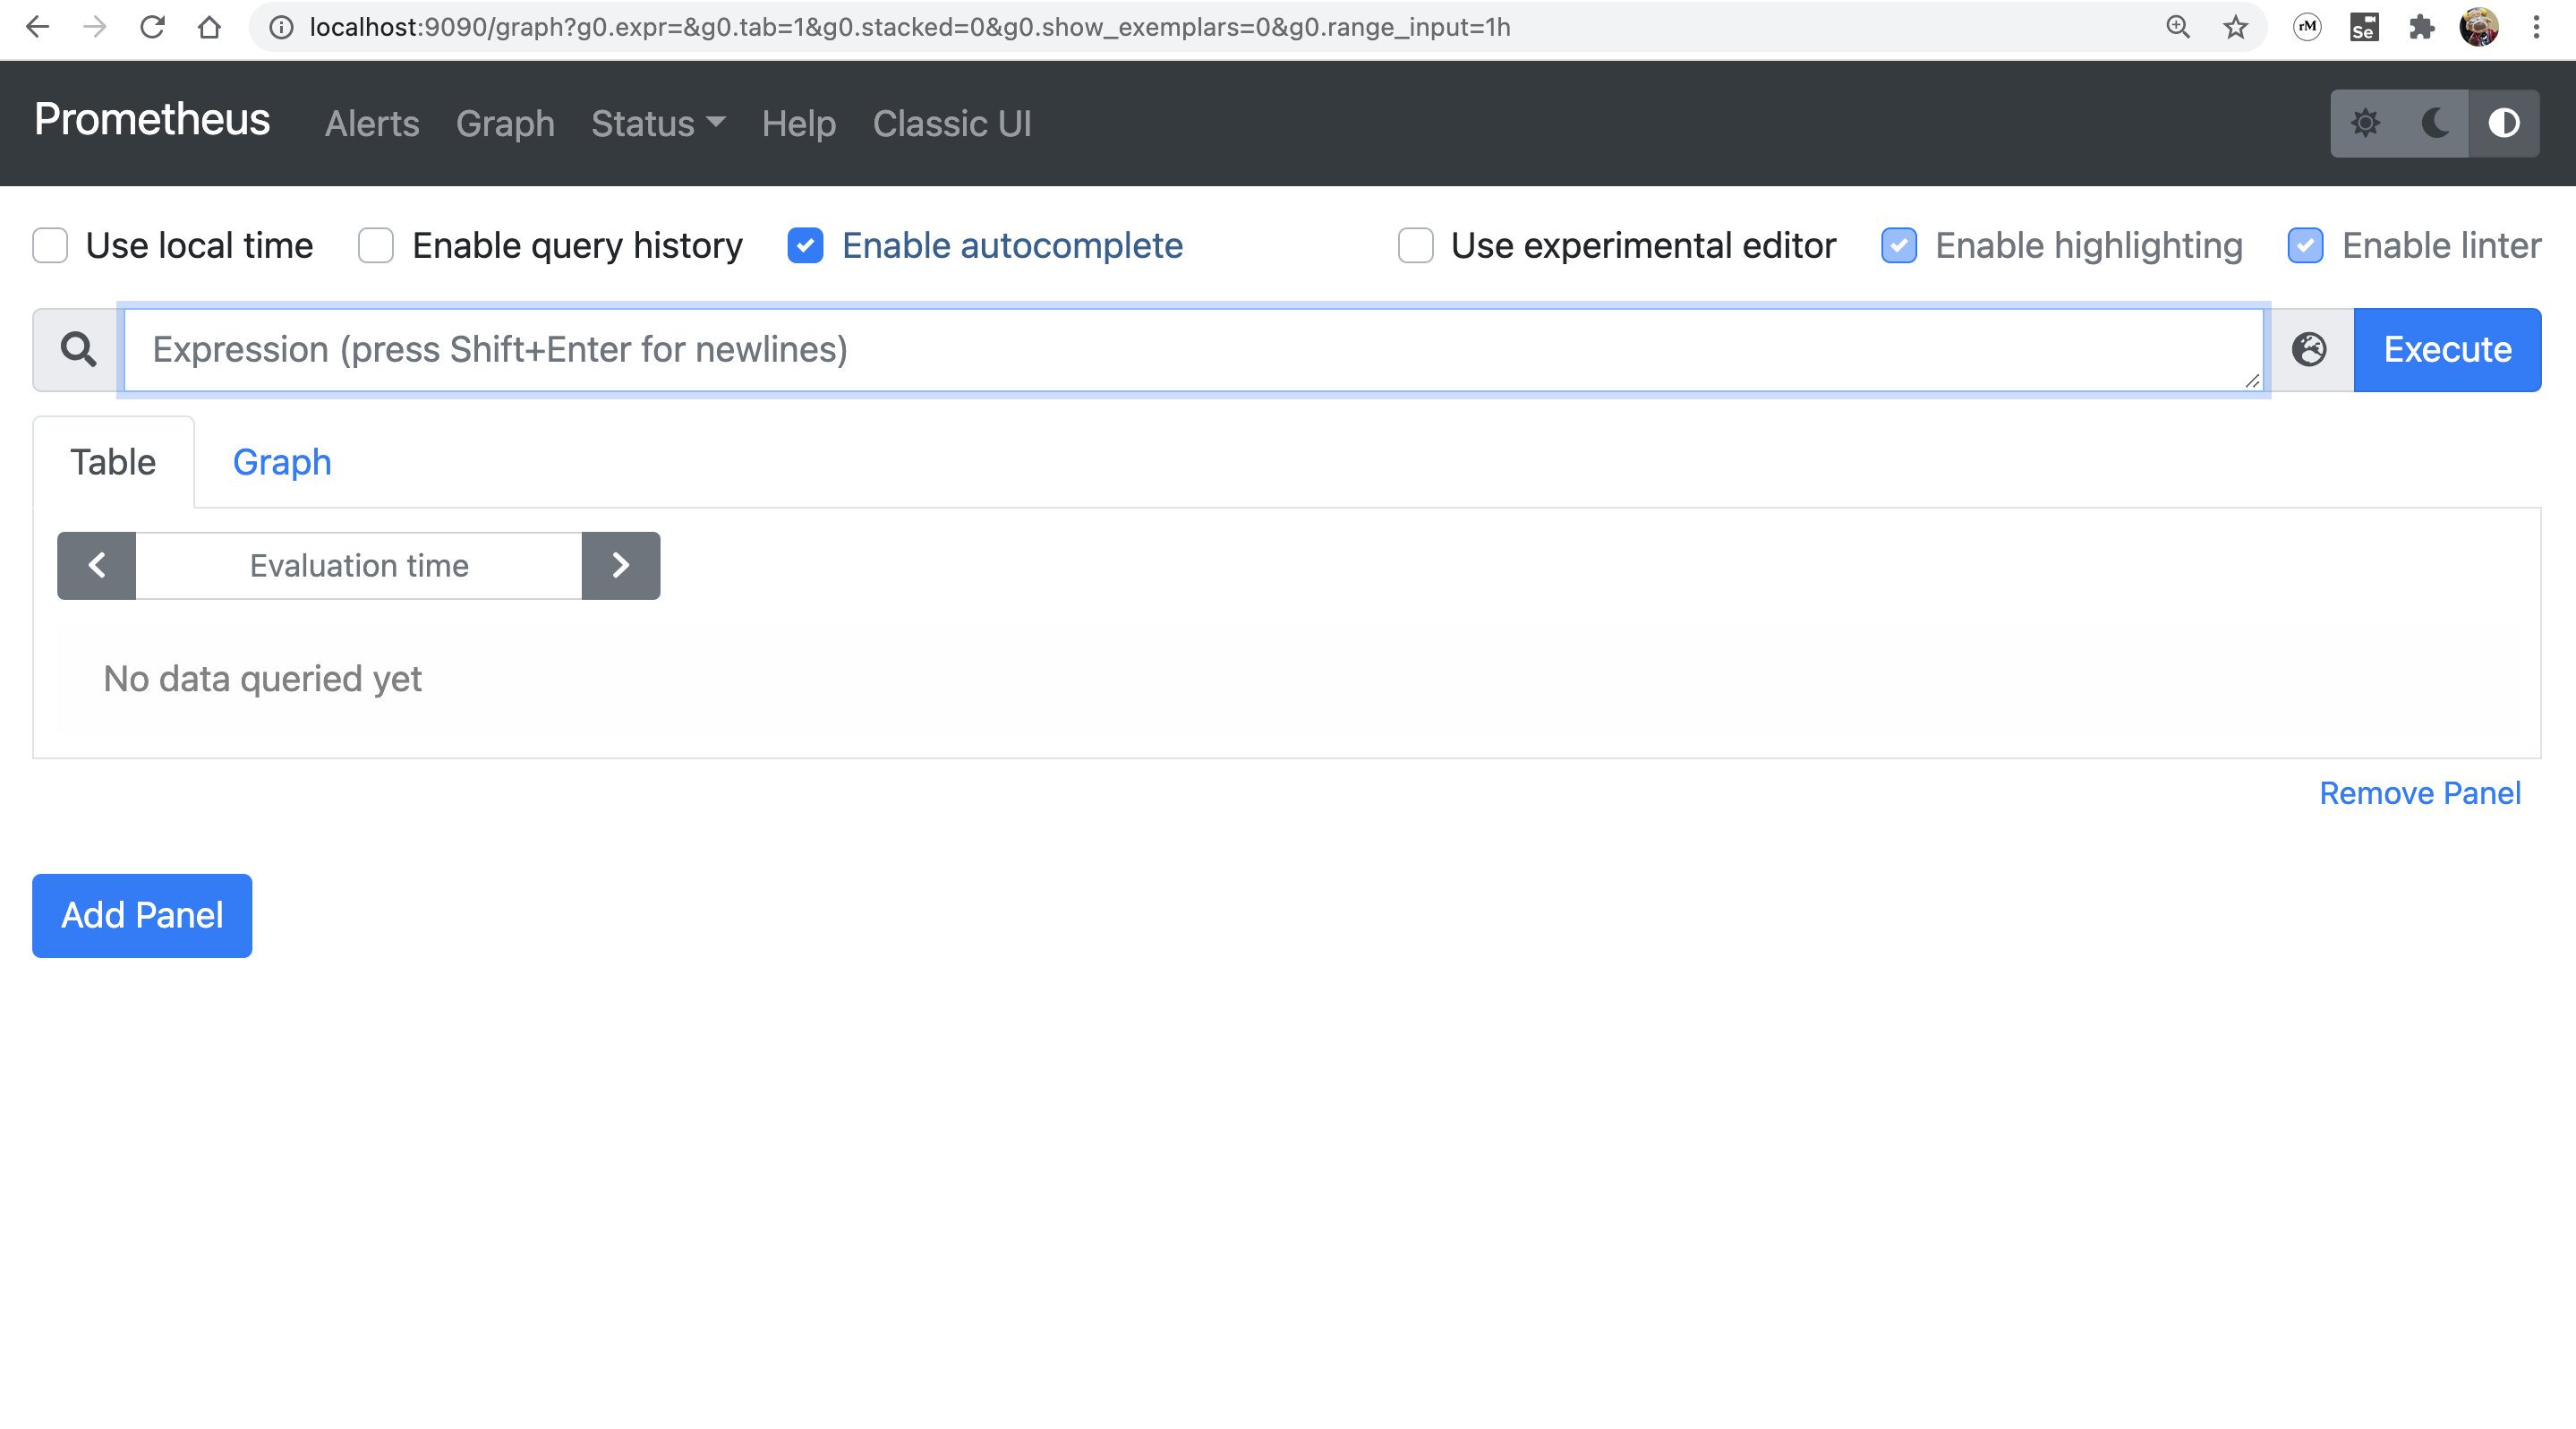 localhost:9090/graph?g0.expr=&g0.tab=1&g0.stacked=0&g0.show_exemplars=0&g0.range_input=1h
rM
Se
Prometheus Alerts Graph Status Help Classic UI
Use local time Enable query history Enable autocomplete Use experimental editor Enable highlighting Enable linter
Expression (press Shift+Enter for newlines) Execute
Table Graph
Evaluation time
No data queried yet
Remove Panel
Add Panel